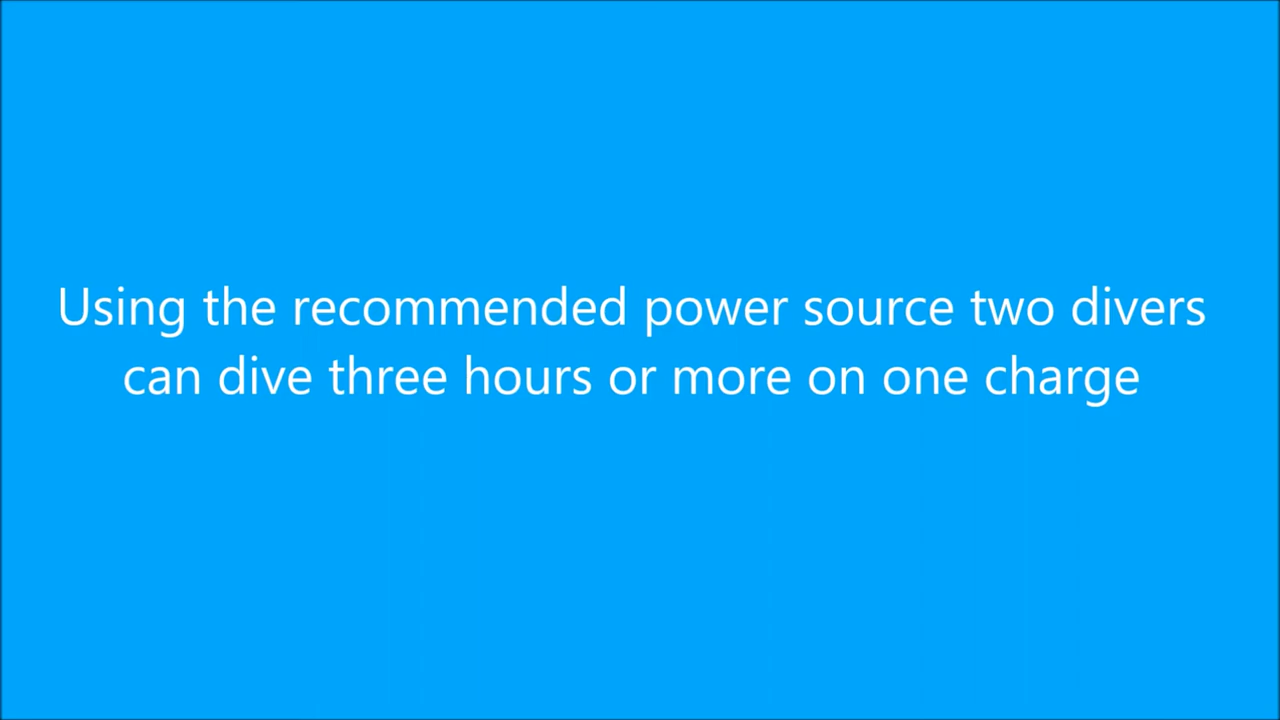 Using the recommended power source two divers
can dive three hours or more on one charge